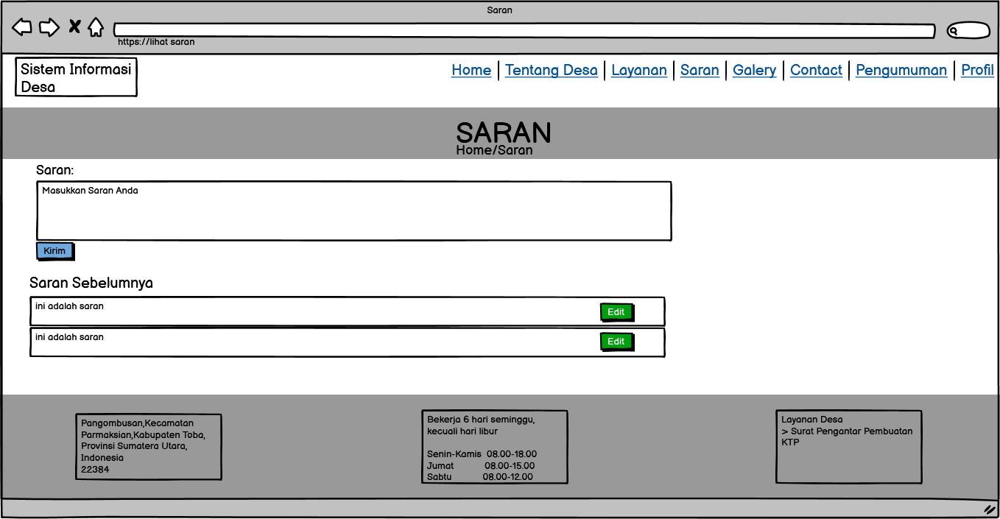 Saran
https://lihat saran
Sistem Informasi
Desa
Home | Tentang Desa | Layanan | Saran | Galery | Contact | Pengumuman | Profil
SARAN
Home/Saran
Saran:
Masukkan Saran Anda
Kirim
Saran Sebelumnya
ini adalah saran
Edit
ini adalah saran
Edit
Pangombusan,Kecamatan
Parmaksian,Kabupaten Toba,
Provinsi Sumatera Utara,
Indonesia
22384
Bekerja 6 hari seminggu,
kecuali hari libur
Senin-Kamis 08.00-18.00
Jumat 08.00-15.00
Sabtu 08.00-12.00
Layanan Desa
> Surat Pengantar Pembuatan
KTP